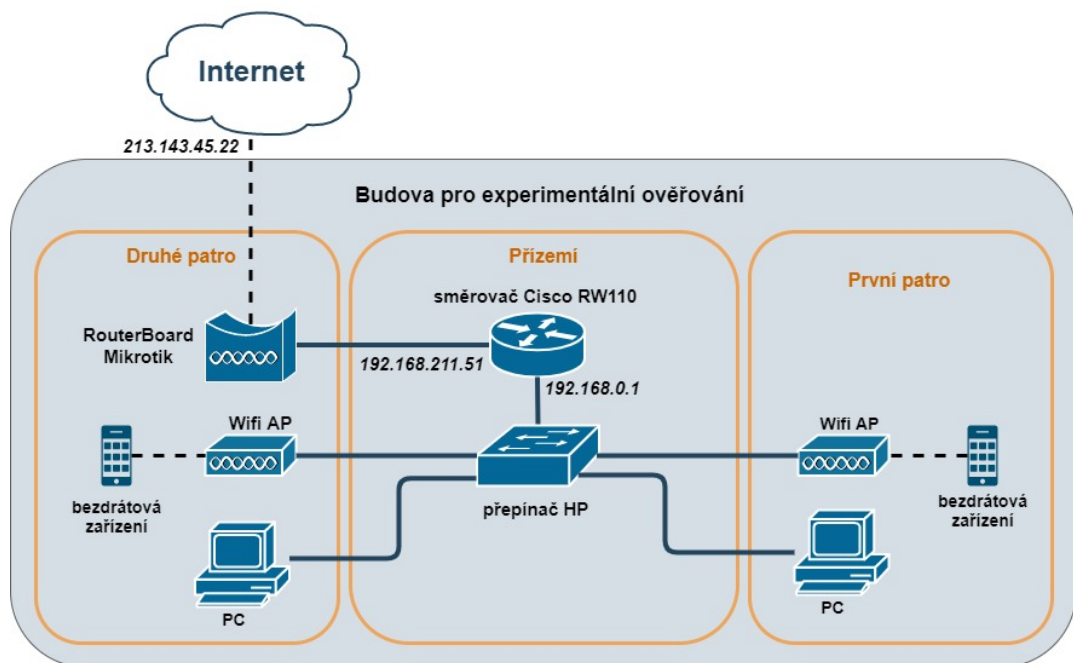 Internet
213.143.45.22
Budova pro experimentální ověřování
Druhé patro
Přízemí
První patro
směrovač Cisco RW110
RouterBoard
Mikrotik
192.168.211.51
192.168.0.1
Wifi AP
Wifi AP
bezdrátová
zařízení
přepínač HP
bezdrátová
zařízení
PC
PC